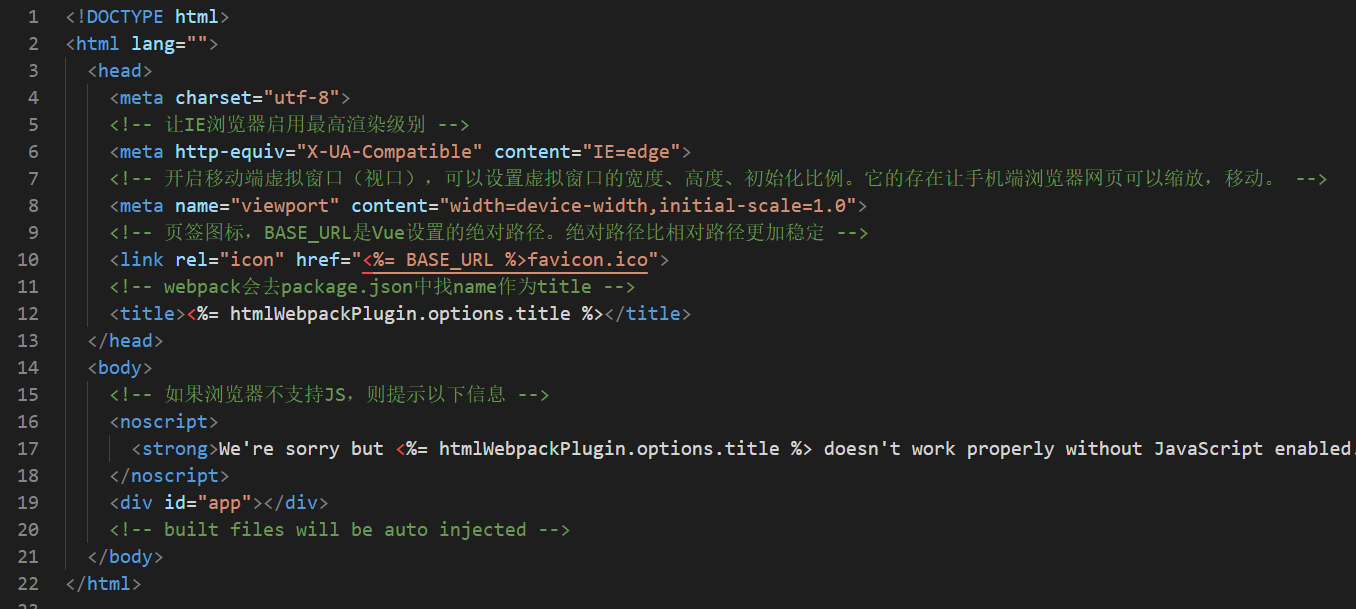 1 <!DOCTYPE html>
2 <html lang="">
3 <head>
4 <meta charset="utf-8">
5 <!-- 让IE浏览器启用最高渲染级别 -->
6 <meta http-equiv="X-UA-Compatible" content="IE=edge">
7 <!-- 开启移动端虚拟窗口（视口），可以设置虚拟窗口的宽度、高度、初始化比例。它的存在让手机端浏览器网页可以缩放，移动。 -->
8 <meta name="viewport" content="width=device-width,initial-scale=1.0">
9 <!-- 页签图标，BASE_URL是Vue设置的绝对路径。绝对路径比相对路径更加稳定 -->
10 <link rel="icon" href="<%= BASE_URL %>favicon.ico">
11 <!-- webpack会去package.json中找name作为title -->
12 <title><%= htmlWebpackPlugin.options.title %></title>
13 </head>
14 <body>
15 <!-- 如果浏览器不支持JS，则提示以下信息 -->
16 <noscript>
17 <strong>We're sorry but <%= htmlWebpackPlugin.options.title %> doesn't work properly without JavaScript enabled.
18 </noscript>
19 <div id="app"></div>
20 <!-- built files will be auto injected -->
21 </body>
22 </html>